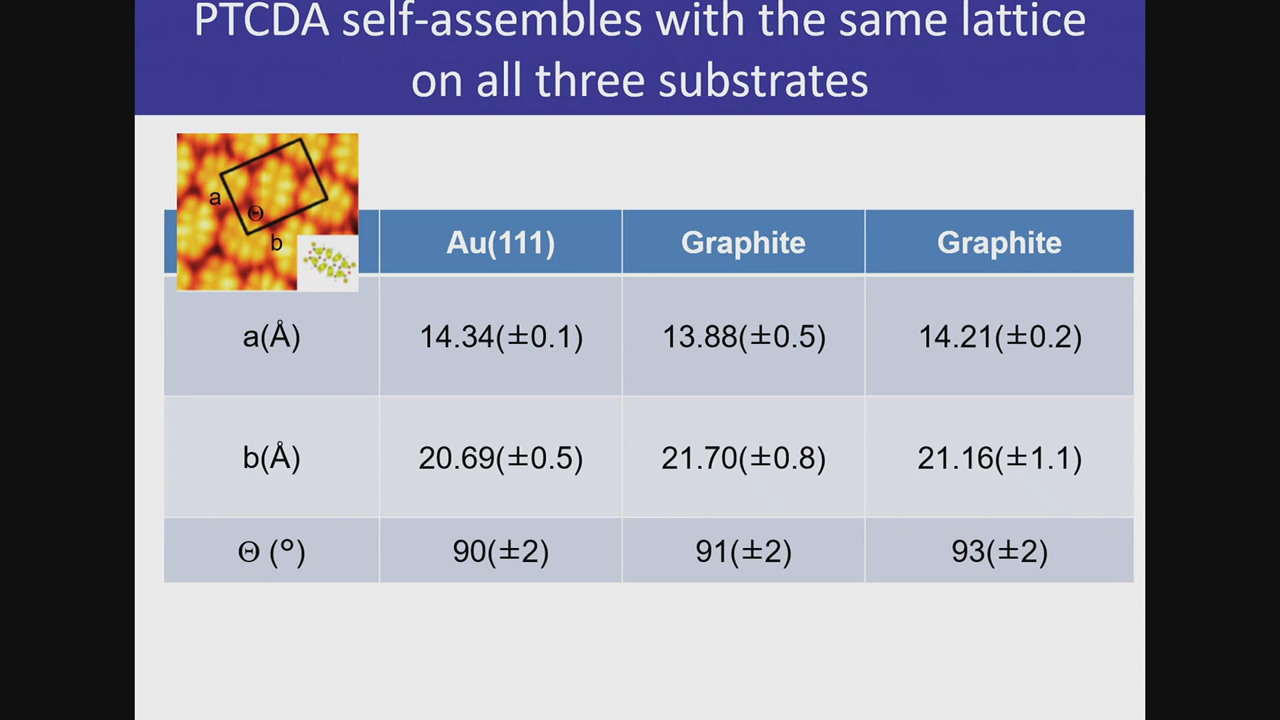 PTCDA self-assembles with the same lattice
on all three substrates
a
Θ
b
Au(111) Graphite Graphite
a(Å) 14.34(±0.1) 13.88(±0.5) 14.21(±0.2)
b(Å) 20.69(±0.5) 21.70(±0.8) 21.16(±1.1)
Θ (°) 90(±2) 91(±2) 93(±2)